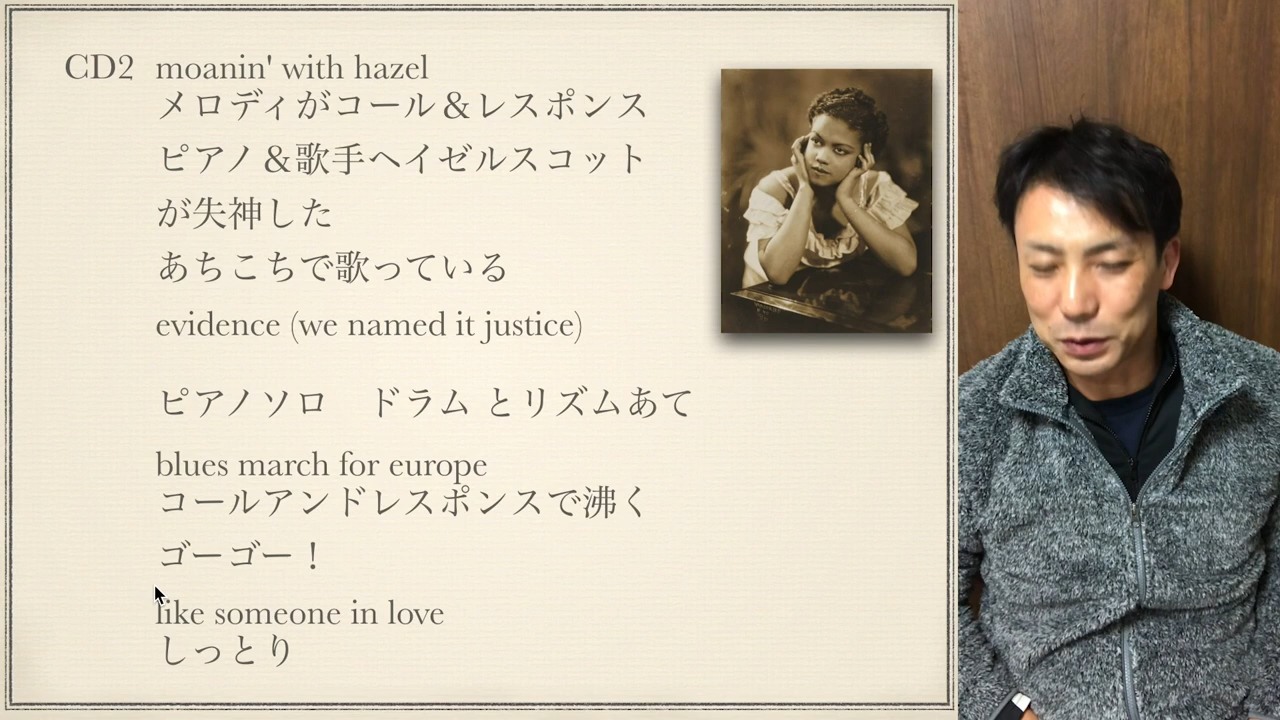 CD2 moanin' with hazel
メロディがコール＆レスポンス
ピアノ＆歌手ヘイゼルスコット
が失神した
あちこちで歌っている
evidence (we named it justice)
ピアノソロ　ドラム とリズムあて
blues march for europe
コールアンドレスポンスで沸く
ゴーゴー！
like someone in love
しっとり